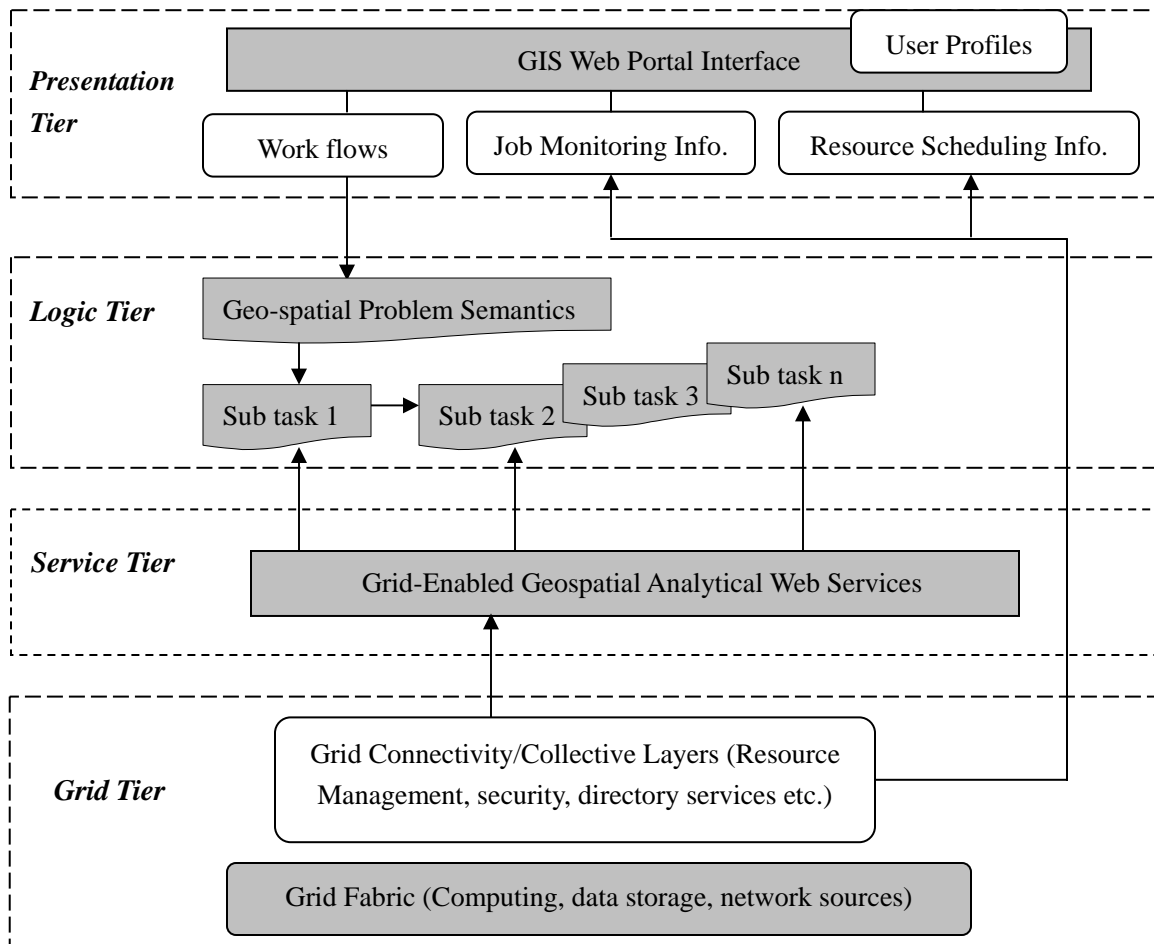 Presentation
Tier
User Profiles
GIS Web Portal Interface
Work flows
Job Monitoring Info.
Resource Scheduling Info.
Logic Tier
Geo-spatial Problem Semantics
Sub task 1
Sub task 2
Sub task 3
Sub task n
Service Tier
Grid-Enabled Geospatial Analytical Web Services
Grid Tier
Grid Connectivity/Collective Layers (Resource
Management, security, directory services etc.)
Grid Fabric (Computing, data storage, network sources)